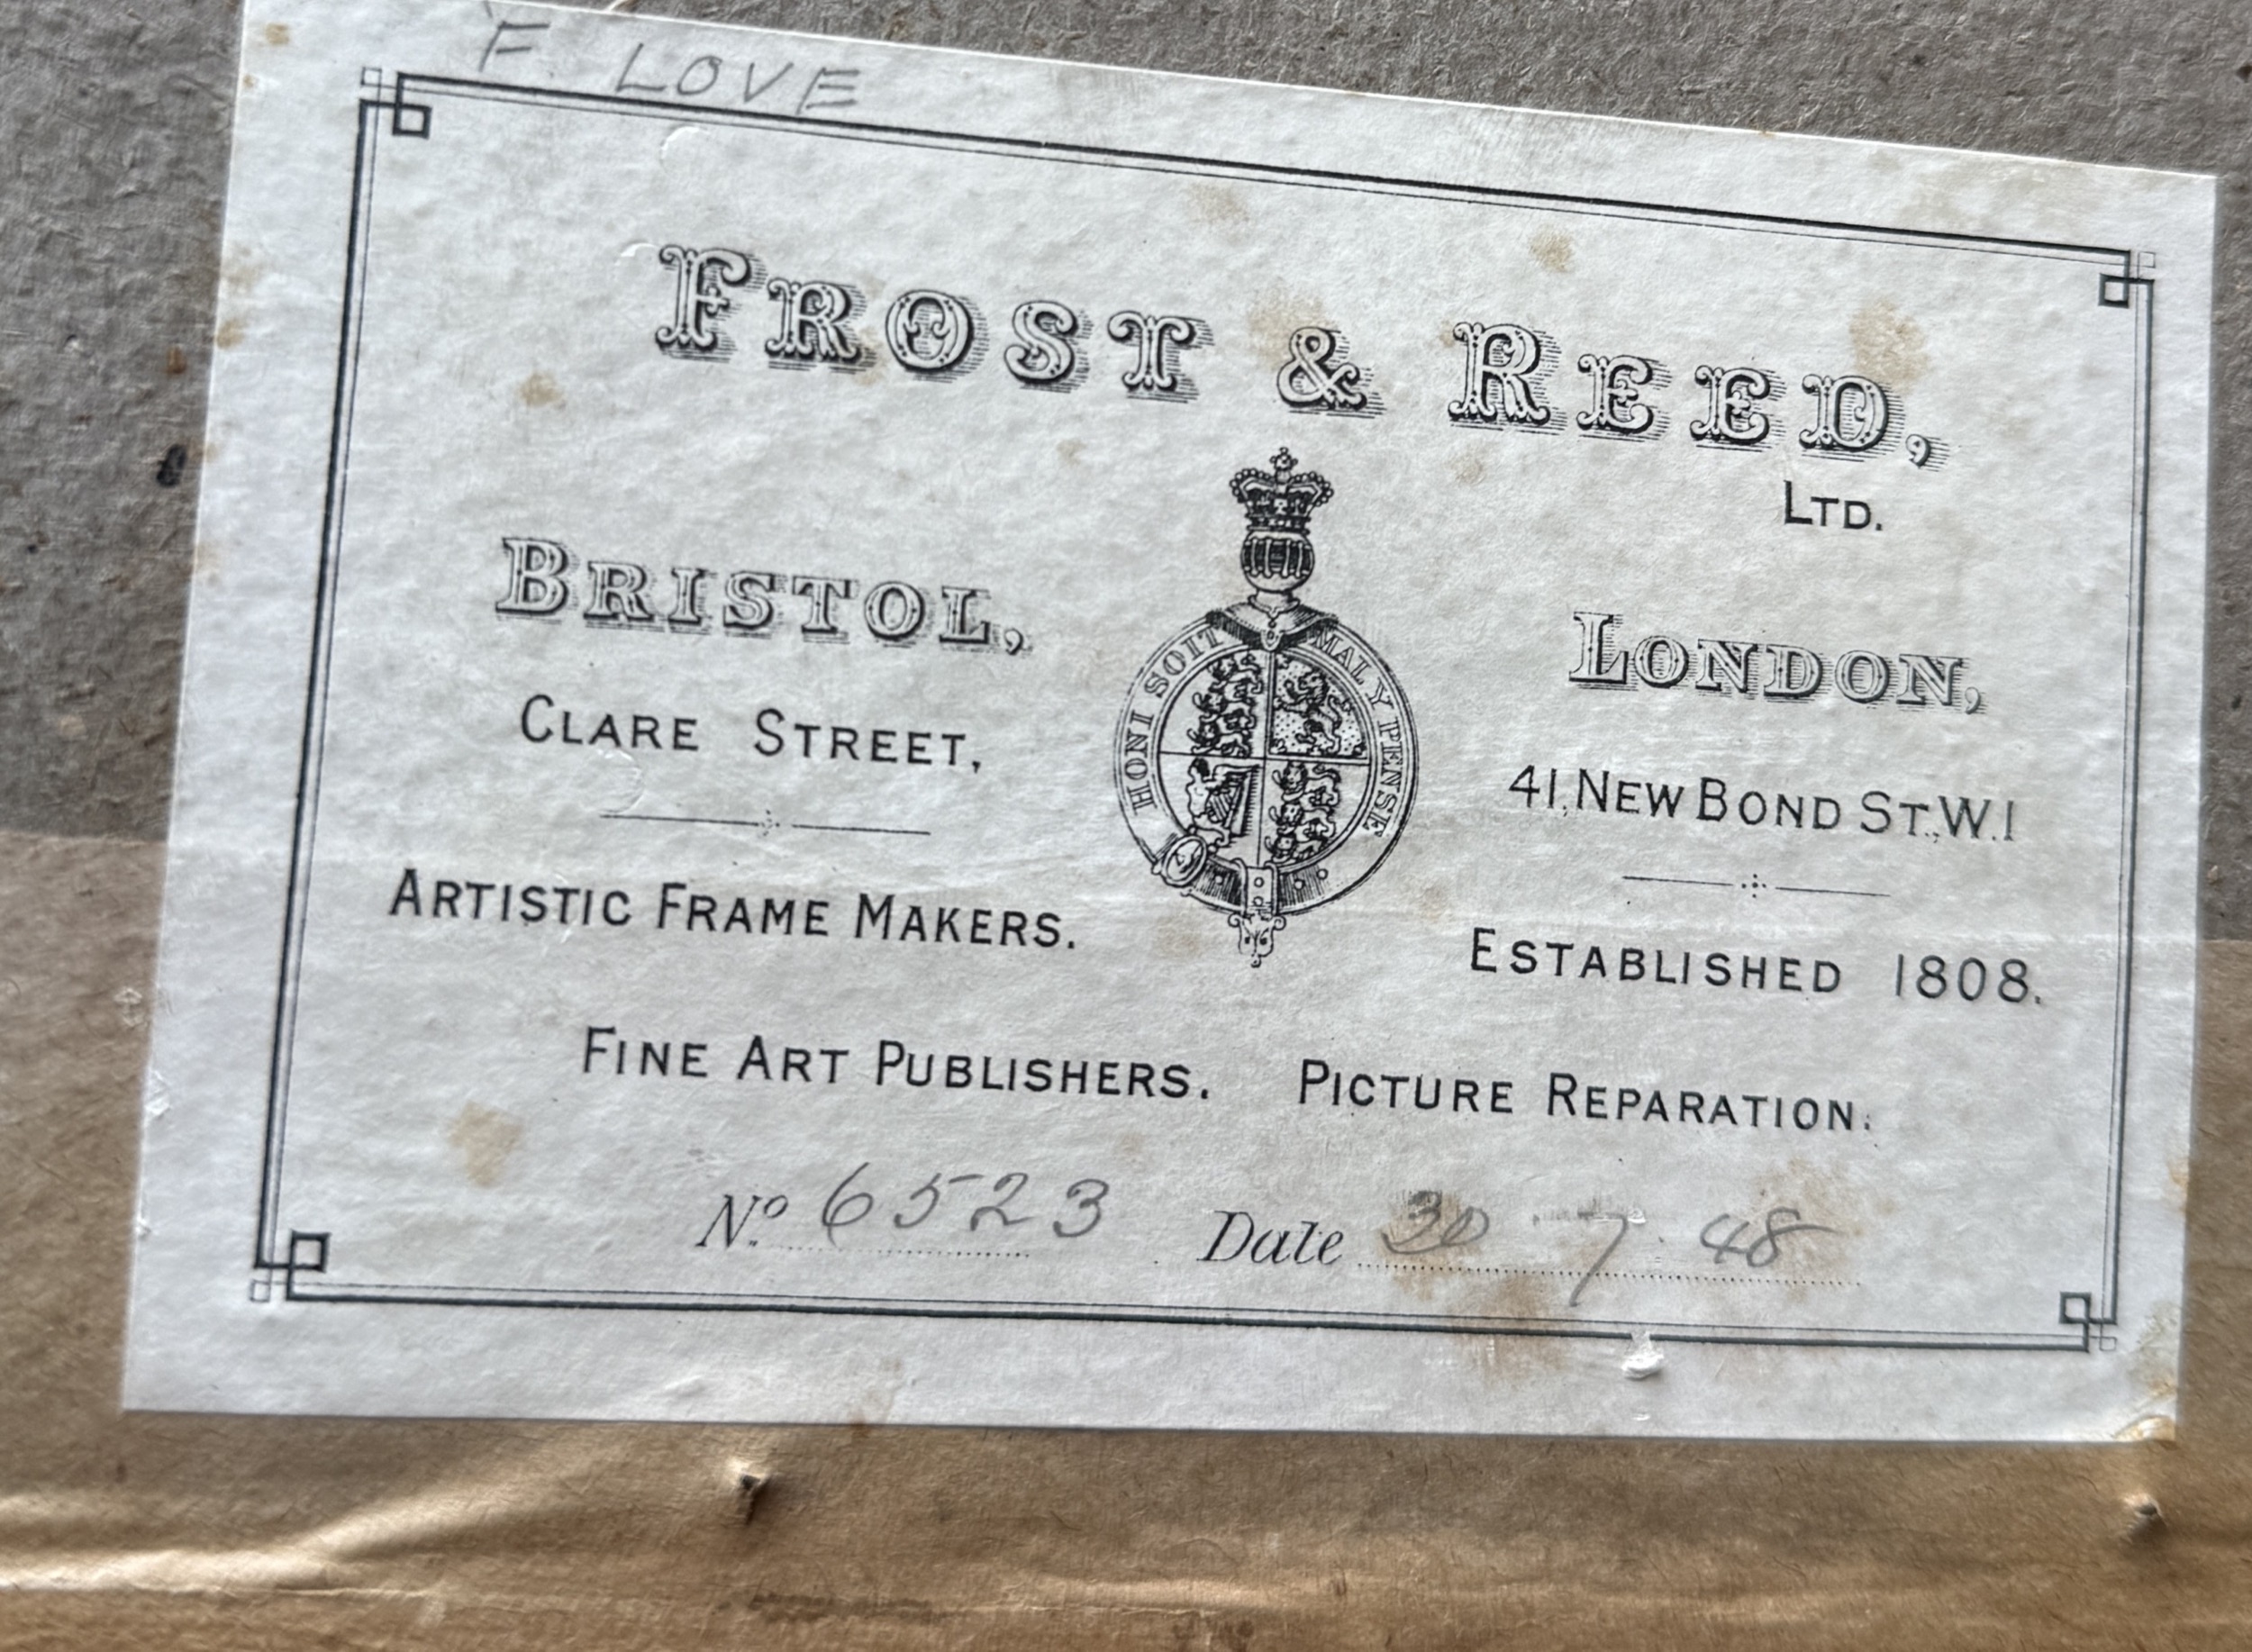 F LOVE
FROST & REED,
LTD.
BRISTOL,
LONDON,
CLARE STREET,
41, NEW BOND ST., W.1
HONI SOIT MAL Y PENSE
ARTISTIC FRAME MAKERS.
ESTABLISHED 1808.
FINE ART PUBLISHERS. PICTURE REPARATION.
No. 6523 Date 30 7 48